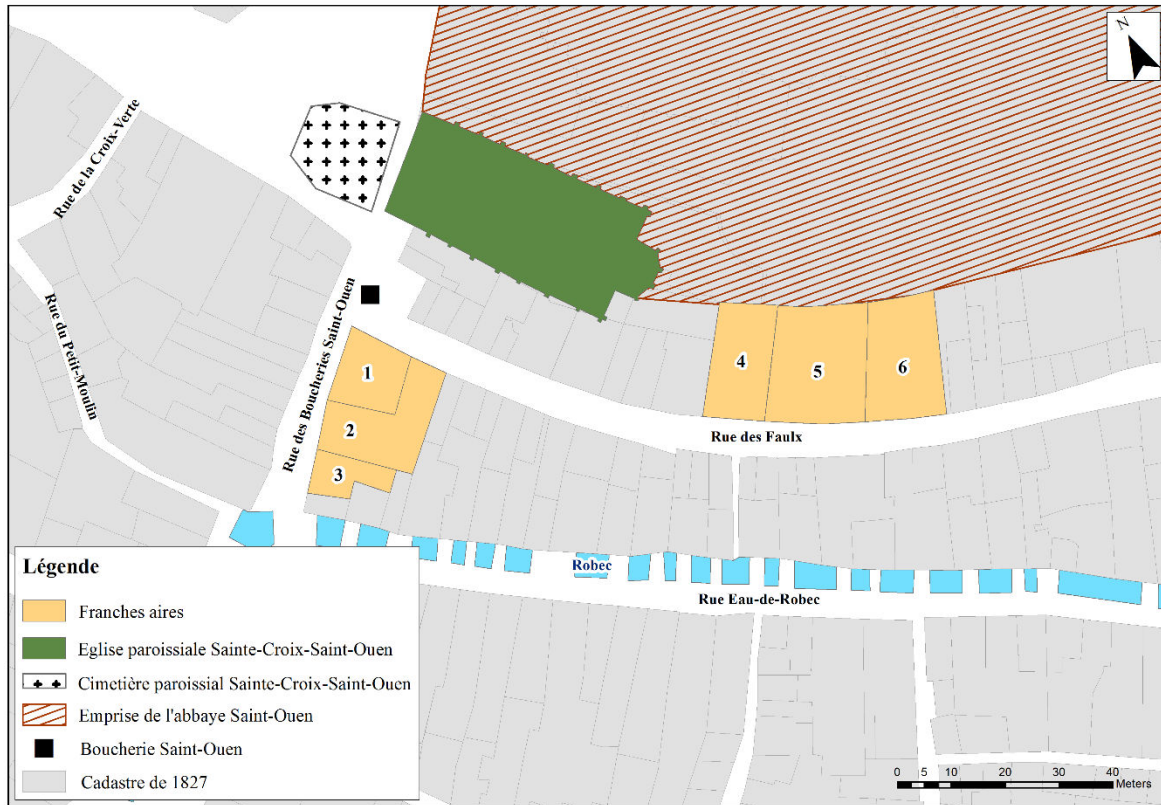 N
Rue de la Croix-Verte
Rue du Petit-Moulin
Rue des Boucheries Saint-Ouen
1
2
3
4
5
6
Rue des Faulx
Robec
Rue Eau-de-Robec
Légende
Franches aires
Eglise paroissiale Sainte-Croix-Saint-Ouen
Cimetière paroissial Sainte-Croix-Saint-Ouen
Emprise de l'abbaye Saint-Ouen
Boucherie Saint-Ouen
Cadastre de 1827
0 5 10 20 30 40
Meters